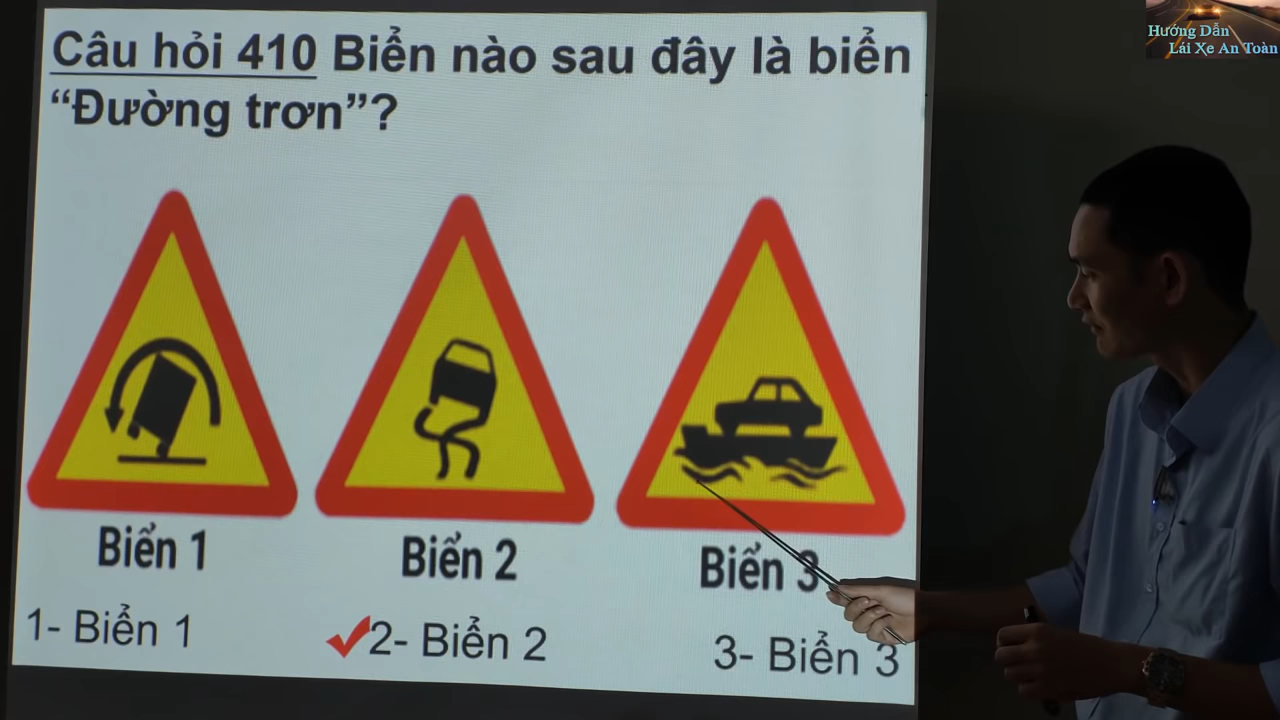 Hướng Dẫn
Lái Xe An Toàn
Câu hỏi 410 Biển nào sau đây là biển
“Đường trơn”?
Biển 1
Biển 2
Biển 3
1- Biển 1
2- Biển 2
3- Biển 3